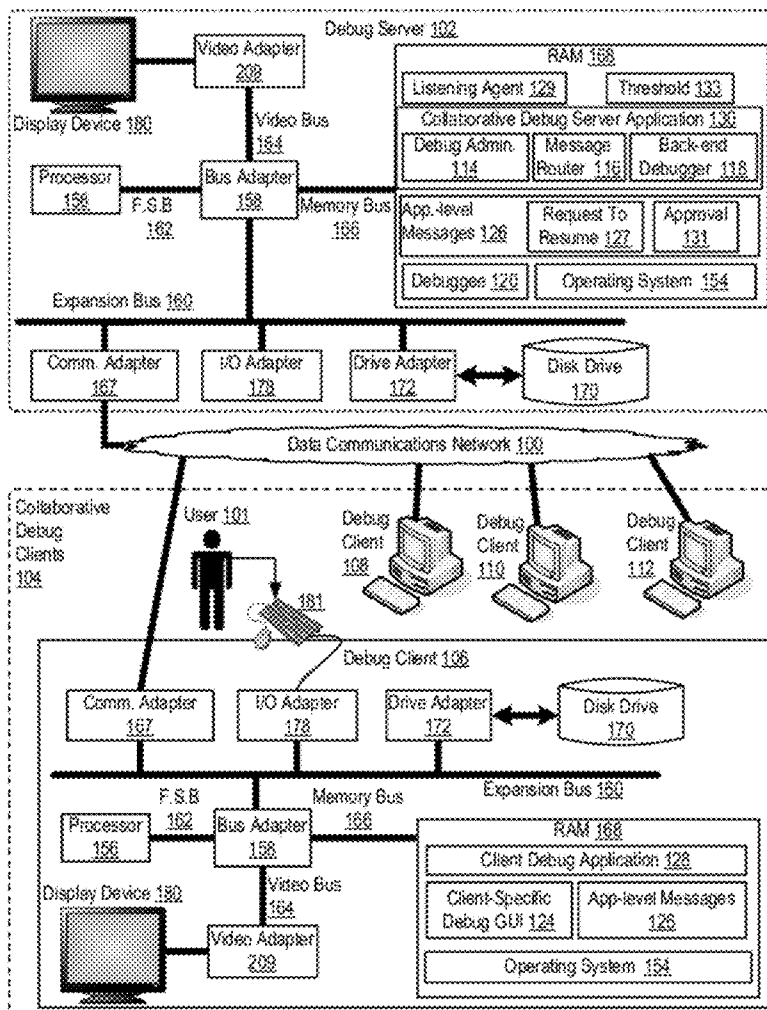 Debug Server 102
Video Adapter
209
RAM 168
Listening Agent 129
Threshold 133
Display Device 180
Video Bus
164
Collaborative Debug Server Application 130
Debug Admin.
114
Message
Router 116
Back-end
Debugger 118
Processor
156
Bus Adapter
158
F.S.B
162
Memory Bus
166
App.-level
Messages 126
Request To
Resume 127
Approval
131
Debuggee 120
Operating System 154
Expansion Bus 160
Comm. Adapter
167
I/O Adapter
178
Drive Adapter
172
Disk Drive
170
Data Communications Network 100
Collaborative
Debug
Clients
104
User 101
Debug
Client
108
Debug
Client
110
Debug
Client
112
181
Debug Client 106
Comm. Adapter
167
I/O Adapter
178
Drive Adapter
172
Disk Drive
170
Expansion Bus 160
F.S.B
162
Memory Bus
166
Processor
156
Bus Adapter
158
RAM 168
Client Debug Application 128
Client-Specific
Debug GUI 124
App-level Messages
126
Operating System 154
Display Device 180
Video Bus
164
Video Adapter
209